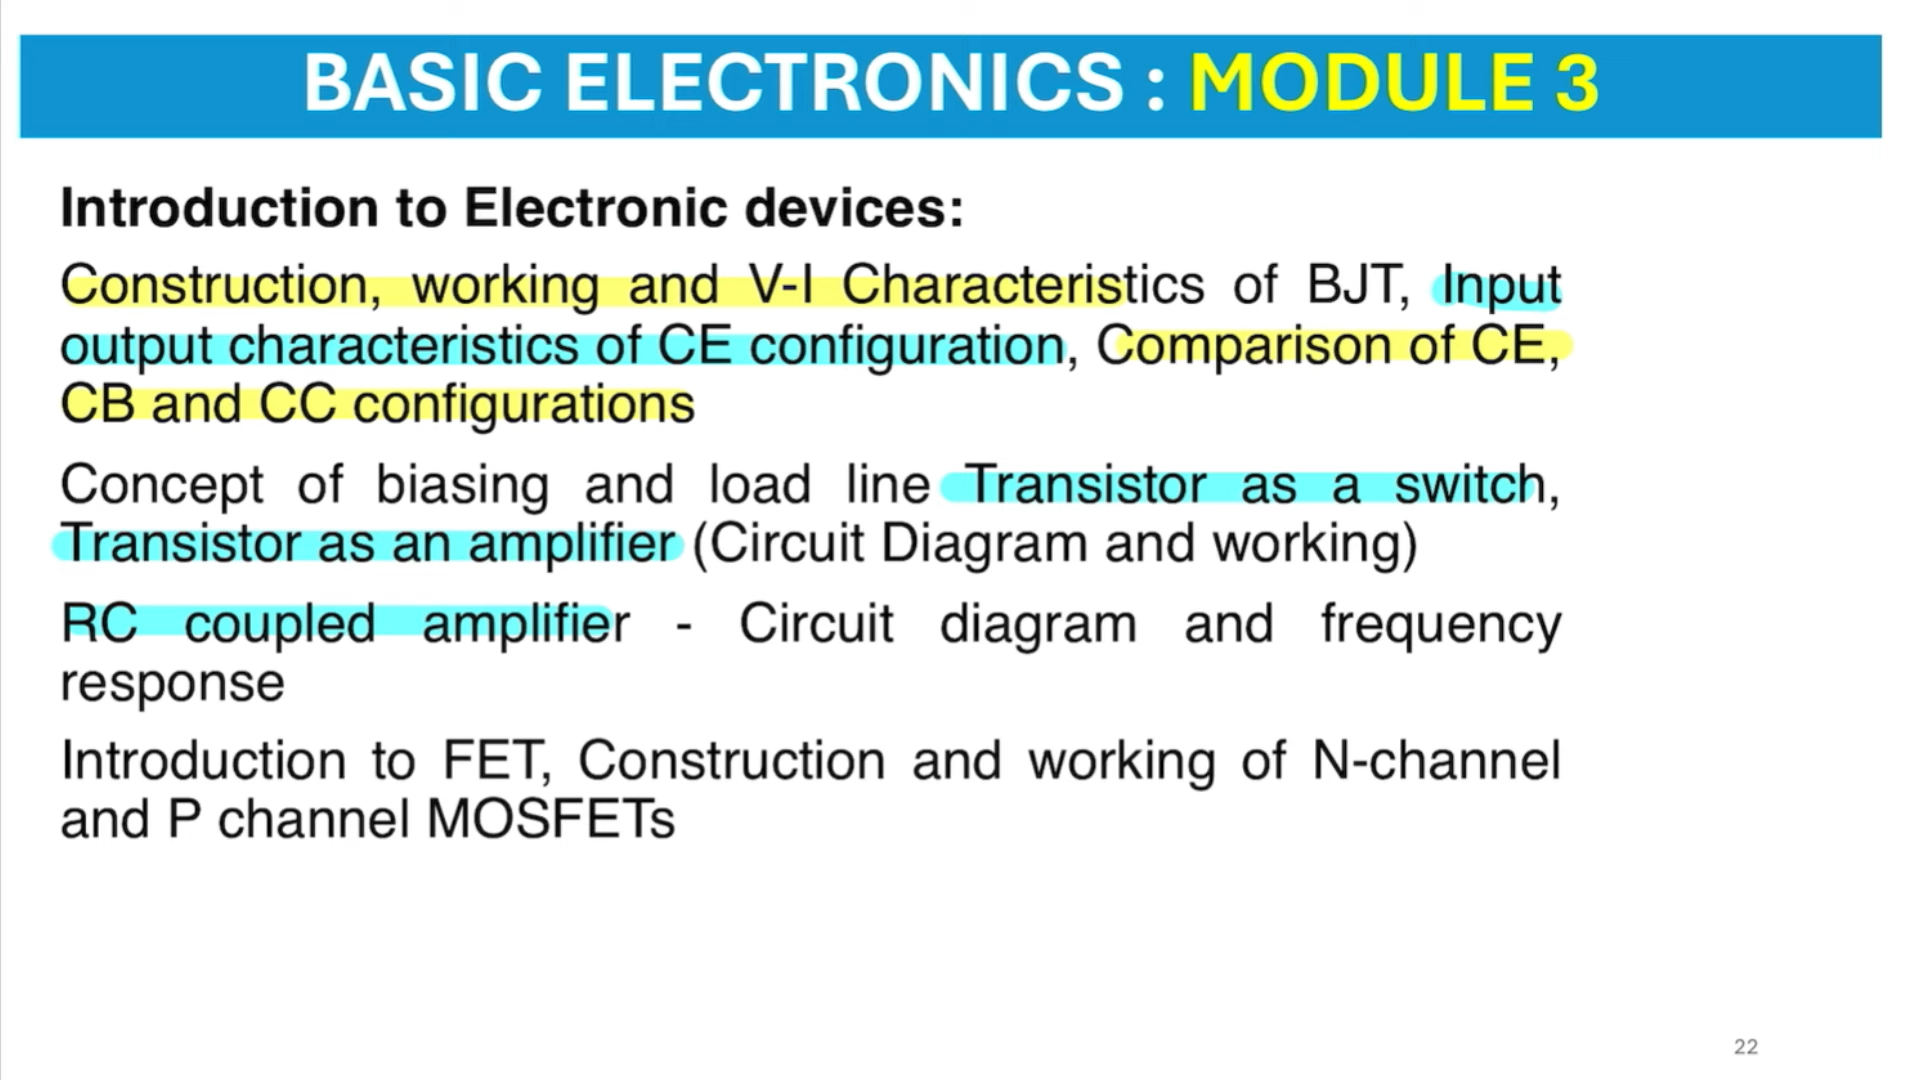 BASIC ELECTRONICS : MODULE 3
Introduction to Electronic devices:
Construction, working and V-I Characteristics of BJT, Input
output characteristics of CE configuration, Comparison of CE,
CB and CC configurations
Concept of biasing and load line Transistor as a switch,
Transistor as an amplifier (Circuit Diagram and working)
RC coupled amplifier - Circuit diagram and frequency
response
Introduction to FET, Construction and working of N-channel
and P channel MOSFETs
22